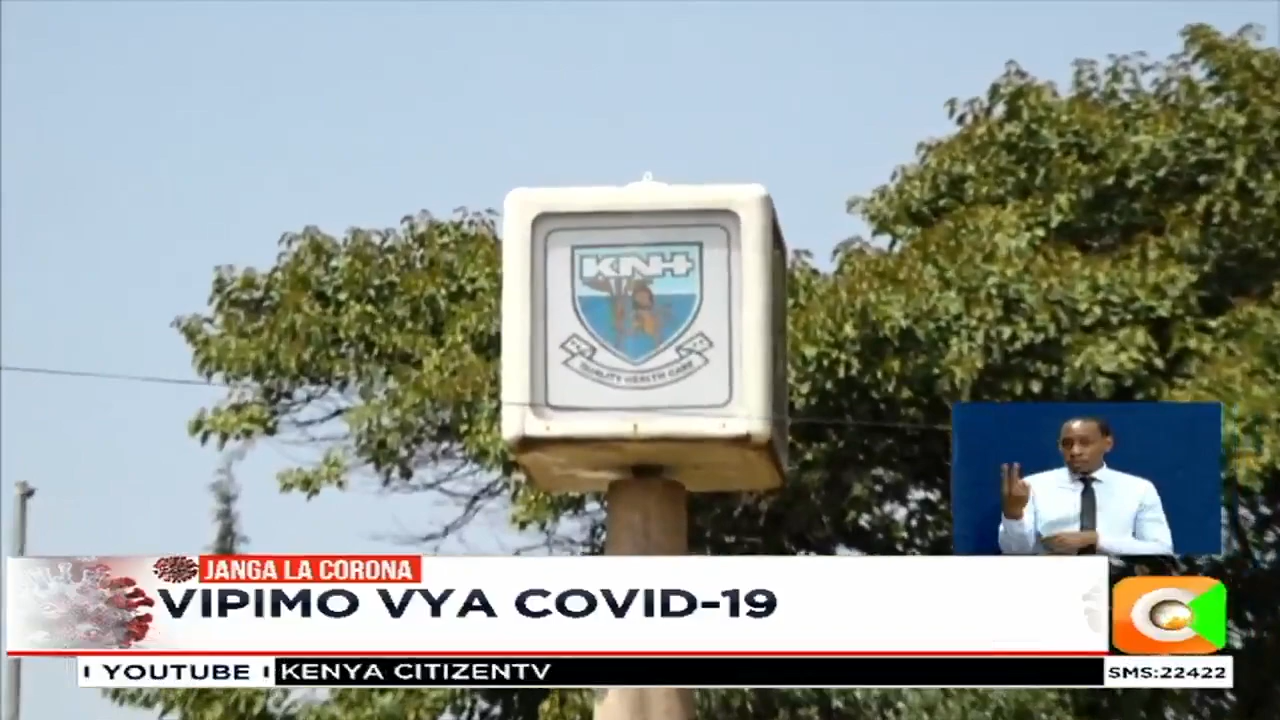 KNH
QUALITY HEALTH CARE
JANGA LA CORONA
VIPIMO VYA COVID-19
YOUTUBE
KENYA CITIZENTV
SMS:22422